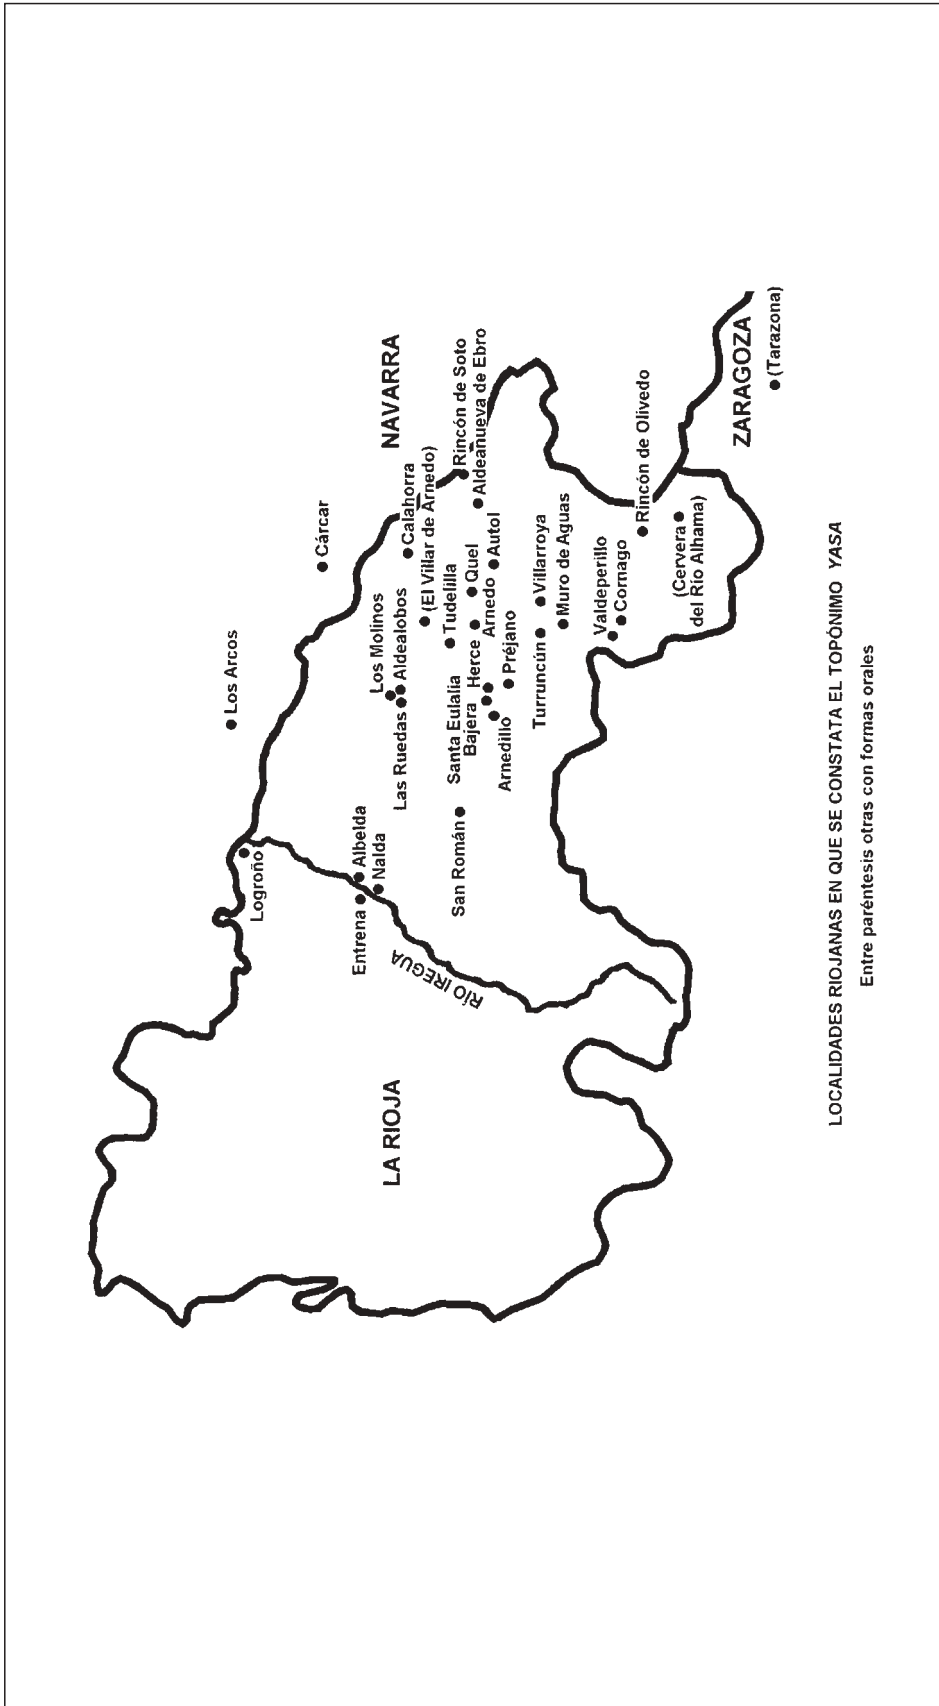 Los Arcos
Cárcar
NAVARRA
Logroño
Entrena
Albelda
Nalda
RÍO IREGUA
LA RIOJA
Los Molinos
Las Ruedas
Aldealobos
Calahorra
(El Villar de Arnedo)
Rincón de Soto
Aldeanueva de Ebro
San Román
Santa Eulalia
Bajera
Tudelilla
Herce
Quel
Arnedo
Autol
Arnedillo
Préjano
Turruncún
Villarroya
Muro de Aguas
Valdeperillo
Cornago
Rincón de Olivedo
(Cervera
del Río Alhama)
ZARAGOZA
(Tarazona)
LOCALIDADES RIOJANAS EN QUE SE CONSTATA EL TOPÓNIMO YASA
Entre paréntesis otras con formas orales